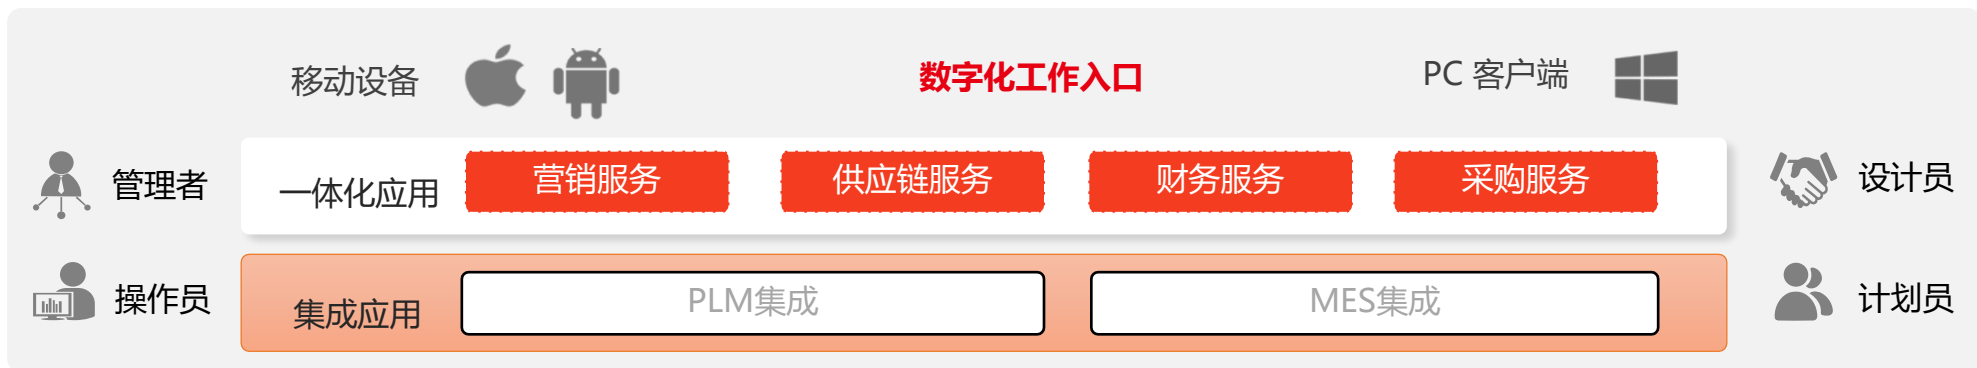 移动设备
数字化工作入口
PC 客户端
管理者
一体化应用
营销服务
供应链服务
财务服务
采购服务
设计员
操作员
集成应用
PLM集成
MES集成
计划员